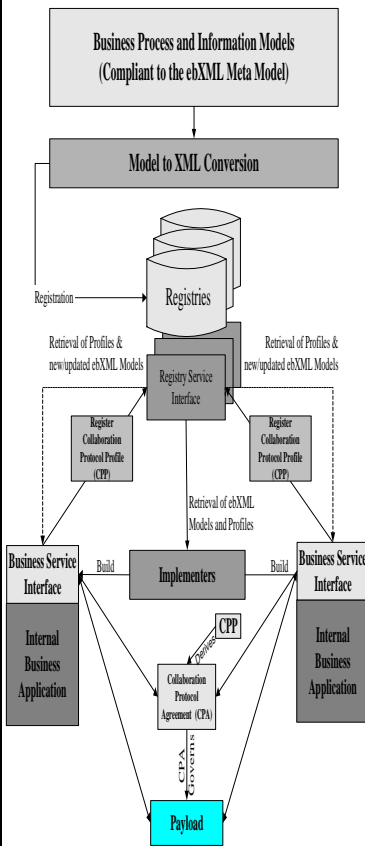 Business Process and Information Models
(Compliant to the ebXML Meta Model)
Model to XML Conversion
Registration
Registries
Retrieval of Profiles &
new/updated ebXML Models
Retrieval of Profiles &
new/updated ebXML Models
Registry Service
Interface
Register
Collaboration
Protocol Profile
(CPP)
Register
Collaboration
Protocol Profile
(CPP)
Retrieval of ebXML
Models and Profiles
Business Service
Interface
Build
Implementers
Build
Business Service
Interface
Internal
Business
Application
Internal
Business
Application
CPP
Derives
Collaboration
Protocol
Agreement (CPA)
CPA
Governs
Payload